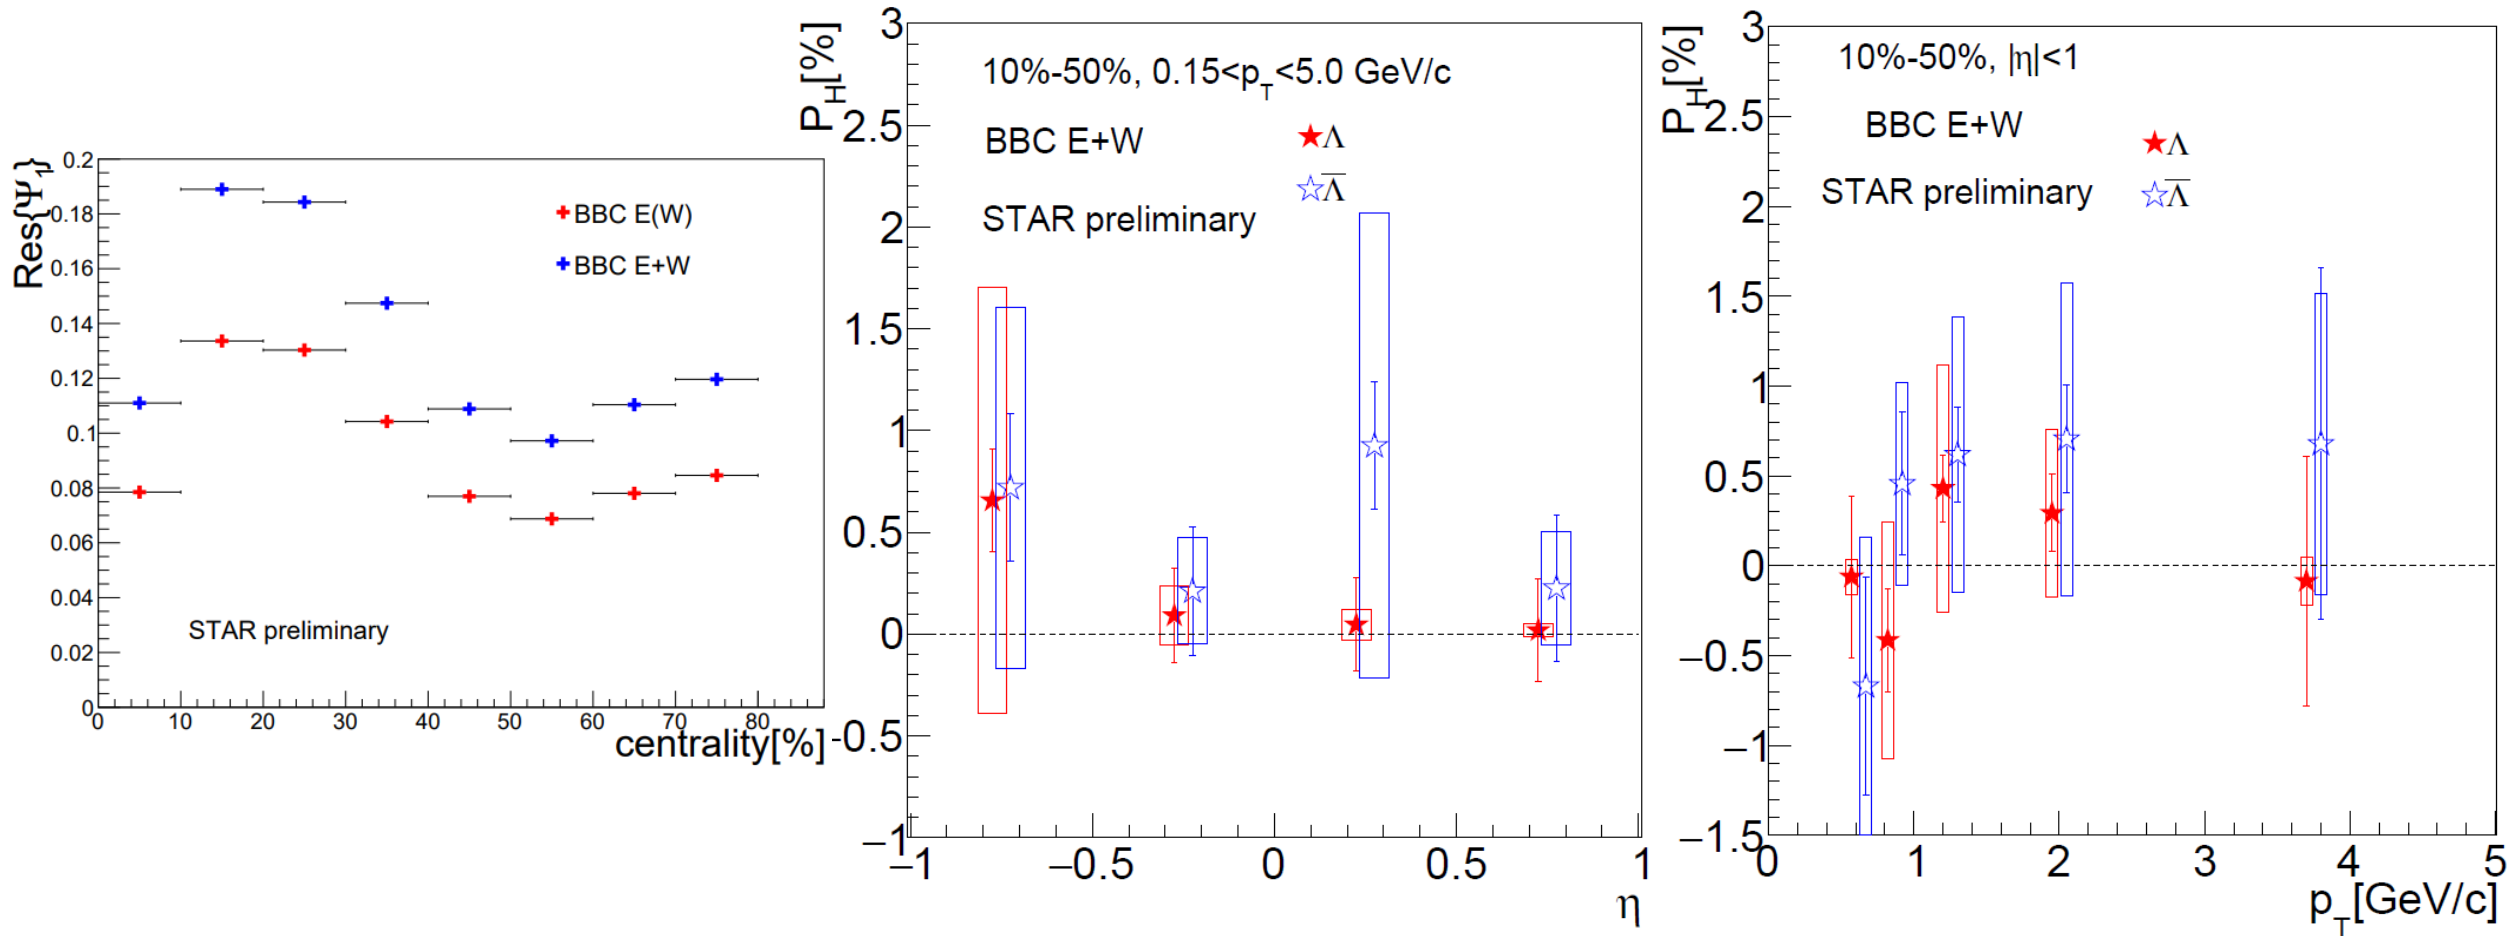 Res{Ψ1}
0.2
0.18
0.16
0.14
0.12
0.1
0.08
0.06
0.04
0.02
0
BBC E(W)
BBC E+W
STAR preliminary
0 10 20 30 40 50 60 70 80
centrality[%]
PH[%]
3
2.5
2
1.5
1
0.5
0
-0.5
−1
10%-50%, 0.15<pT<5.0 GeV/c
BBC E+W
Λ
Λ̅
STAR preliminary
−1 −0.5 0 0.5 1
η
PH[%]
3
2.5
2
1.5
1
0.5
0
−0.5
−1
−1.5
10%-50%, |η|<1
BBC E+W
Λ
STAR preliminary
Λ̅
0 1 2 3 4 5
pT[GeV/c]